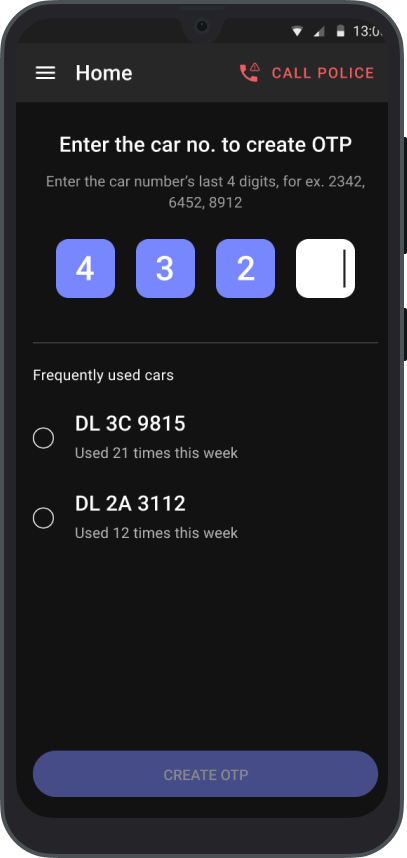 13:0
Home
CALL POLICE
Enter the car no. to create OTP
Enter the car number's last 4 digits, for ex. 2342,
6452, 8912
4 3 2
Frequently used cars
DL 3C 9815
Used 21 times this week
DL 2A 3112
Used 12 times this week
CREATE OTP